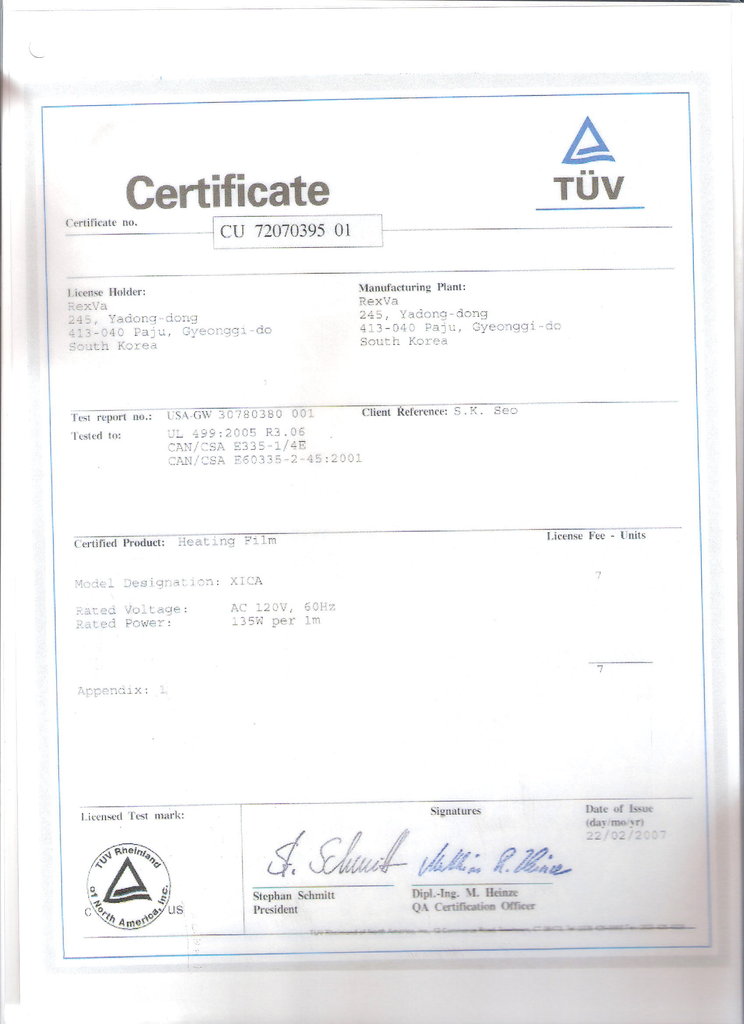 TÜV
Certificate
Certificate no.
CU 72070395 01
License Holder:
RexVa
245, Yadong-dong
413-040 Paju, Gyeonggi-do
South Korea
Manufacturing Plant:
RexVa
245, Yadong-dong
413-040 Paju, Gyeonggi-do
South Korea
Test report no.: USA-GW 30780380 001
Client Reference: S.K. Seo
Tested to: UL 499:2005 R3.06
CAN/CSA E335-1/4E
CAN/CSA E60335-2-45:2001
Certified Product: Heating Film
License Fee - Units
Model Designation: XICA
7
Rated Voltage: AC 120V, 60Hz
Rated Power: 135W per 1m
7
Appendix: 1
Licensed Test mark:
Signatures
Date of Issue
(day/mo/yr)
22/02/2007
TUV Rheinland
of North America, Inc.
C US
St. Schmitt
Stephan Schmitt
President
Dipl.-Ing. M. Heinze
QA Certification Officer